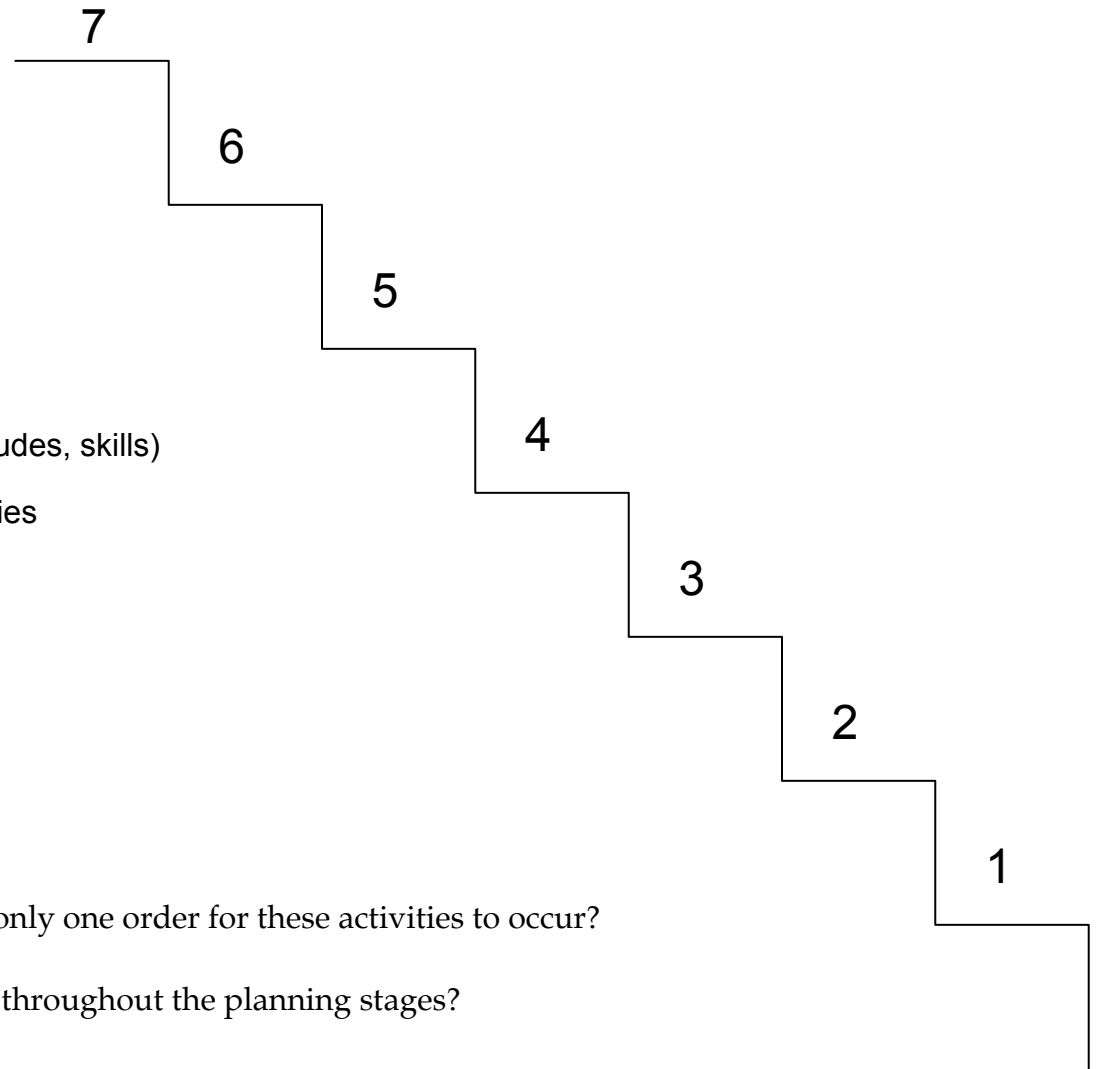 7
6
5
4
udes, skills)
ies
3
2
1
only one order for these activities to occur?
throughout the planning stages?